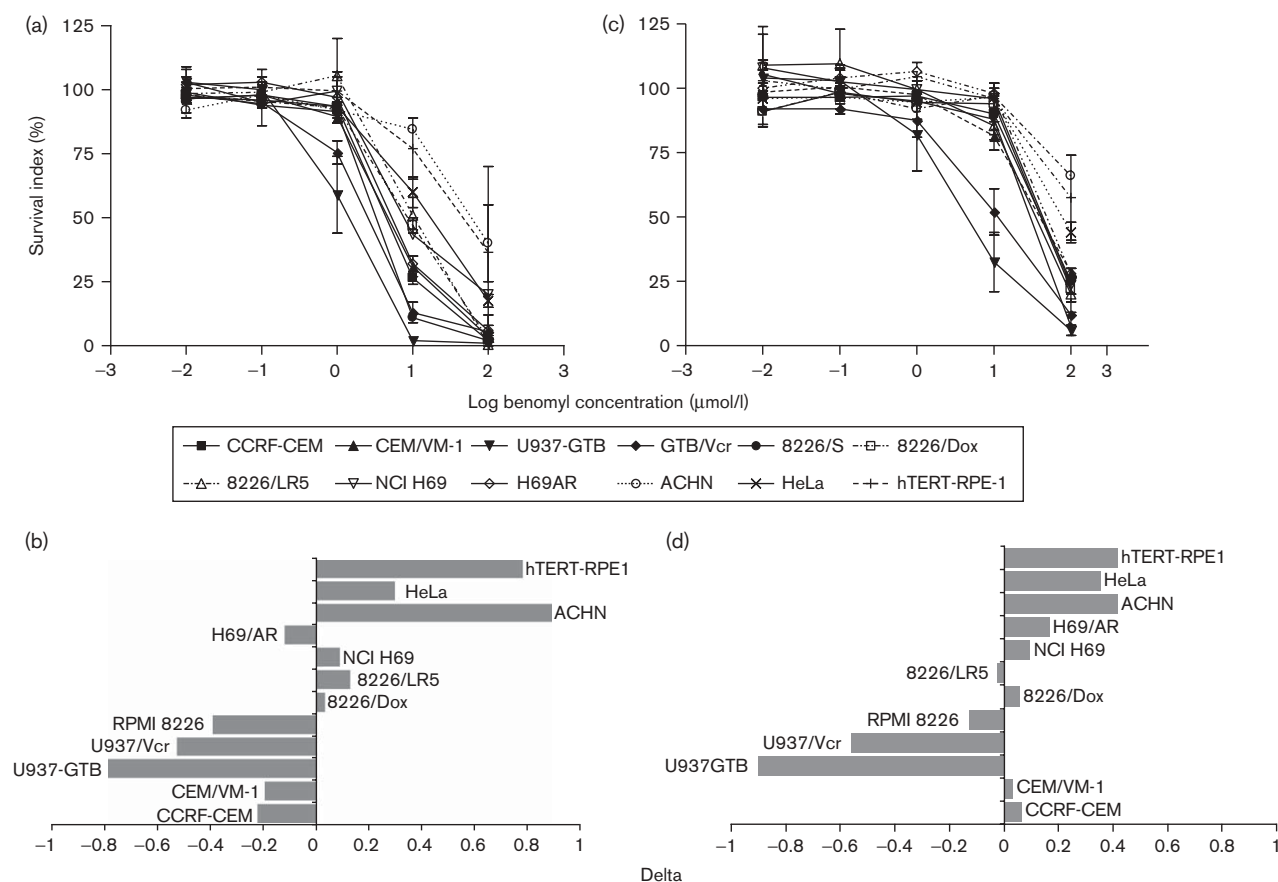 (a)
125
100
75
50
25
0
Survival index (%)
−3 −2 −1 0 1 2 3
(c)
125
100
75
50
25
0
−3 −2 −1 0 1 2 3
Log benomyl concentration (μmol/l)
CCRF-CEM CEM/VM-1 U937-GTB GTB/Vcr 8226/S 8226/Dox
8226/LR5 NCI H69 H69AR ACHN HeLa hTERT-RPE-1
(b)
hTERT-RPE1
HeLa
ACHN
H69/AR
NCI H69
8226/LR5
8226/Dox
RPMI 8226
U937/Vcr
U937-GTB
CEM/VM-1
CCRF-CEM
−1 −0.8 −0.6 −0.4 −0.2 0 0.2 0.4 0.6 0.8 1
(d)
hTERT-RPE1
HeLa
ACHN
H69/AR
NCI H69
8226/LR5
8226/Dox
RPMI 8226
U937/Vcr
U937GTB
CEM/VM-1
CCRF-CEM
−1 −0.8 −0.6 −0.4 −0.2 0 0.2 0.4 0.6 0.8 1
Delta